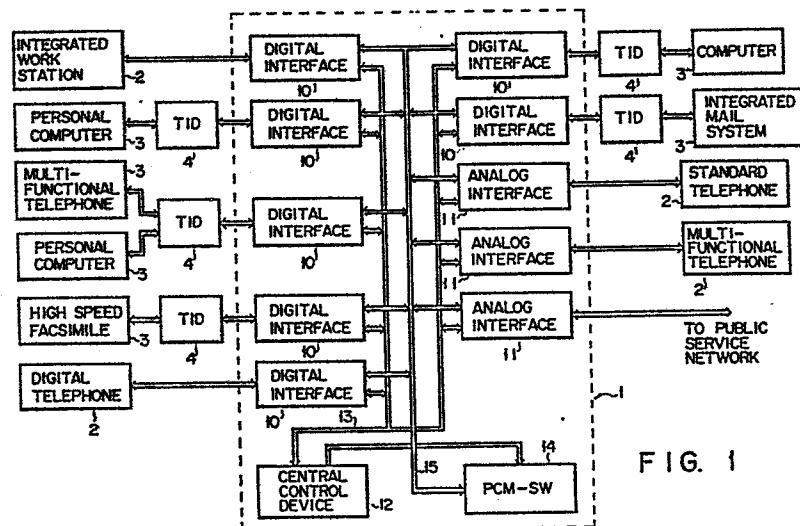 INTEGRATED
WORK
STATION
2
DIGITAL
INTERFACE
10
DIGITAL
INTERFACE
10
TID
4
COMPUTER
3
PERSONAL
COMPUTER
3
TID
4
DIGITAL
INTERFACE
10
DIGITAL
INTERFACE
10
TID
4
INTEGRATED
MAIL
SYSTEM
3
MULTI-
FUNCTIONAL
TELEPHONE
3
PERSONAL
COMPUTER
3
TID
4
DIGITAL
INTERFACE
10
ANALOG
INTERFACE
11
STANDARD
TELEPHONE
2
ANALOG
INTERFACE
11
MULTI-
FUNCTIONAL
TELEPHONE
2
HIGH SPEED
FACSIMILE
3
TID
4
DIGITAL
INTERFACE
10
ANALOG
INTERFACE
11
TO PUBLIC
SERVICE
NETWORK
DIGITAL
TELEPHONE
2
DIGITAL
INTERFACE
10
13
1
CENTRAL
CONTROL
DEVICE
12
15
14
PCM-SW
FIG. 1